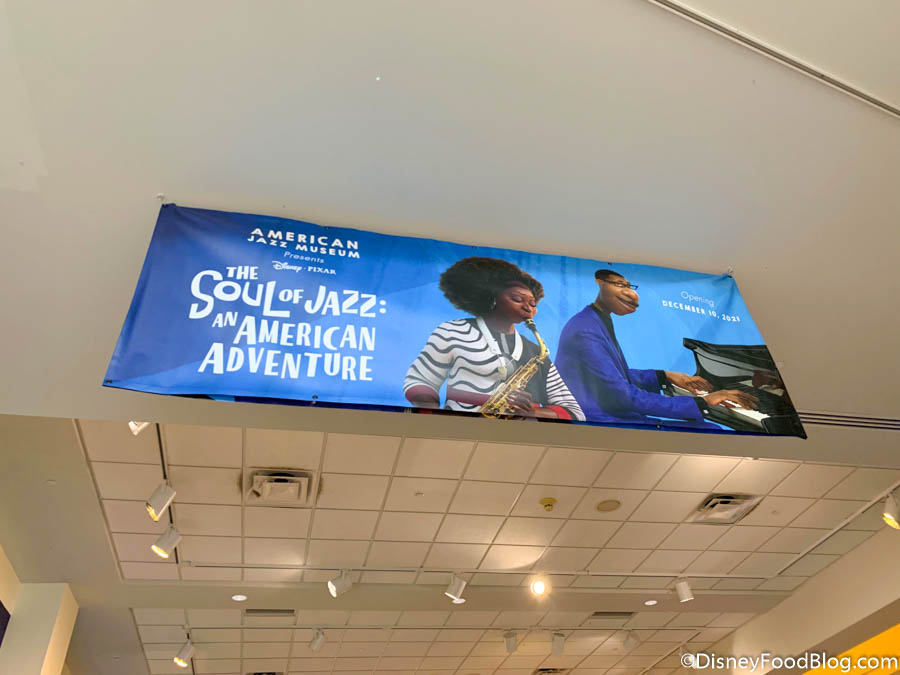 AMERICAN
JAZZ MUSEUM
Presents
Disney · PIXAR
THE
SOUL OF JAZZ:
AN AMERICAN
ADVENTURE
Opening
DECEMBER 10, 2021
©DisneyFoodBlog.com